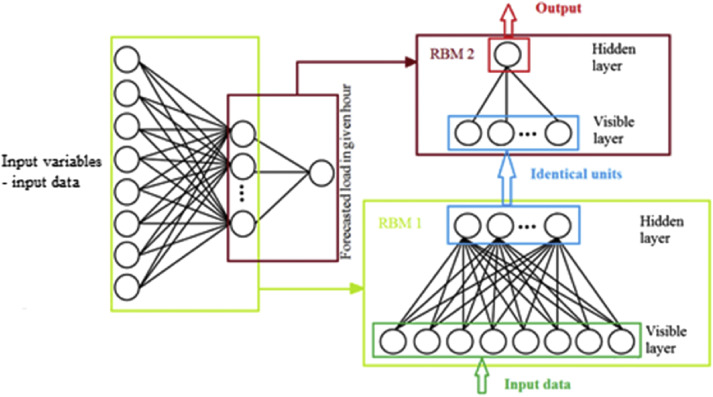 Input variables
- input data
Forecasted load in given hour
Output
RBM 2
Hidden
layer
Visible
layer
Identical units
RBM 1
Hidden
layer
Visible
layer
Input data